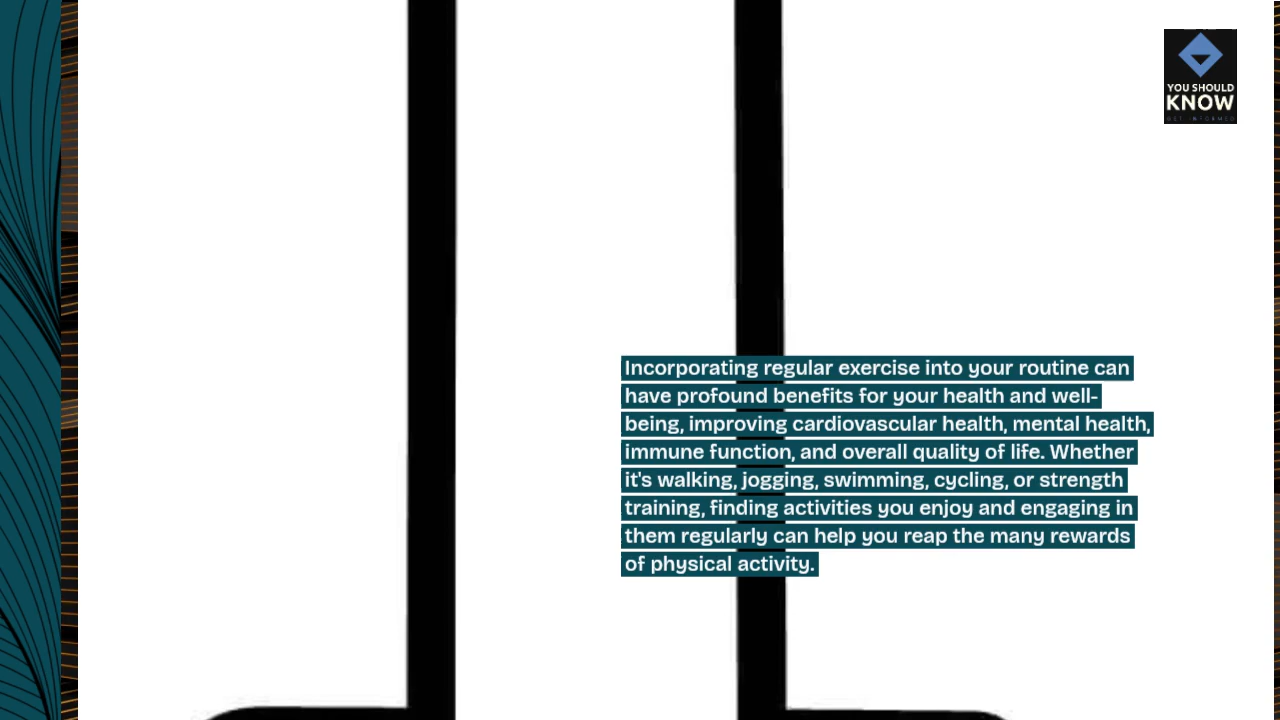 YOU SHOULD
KNOW
GET INFORMED
Incorporating regular exercise into your routine can
have profound benefits for your health and well-
being, improving cardiovascular health, mental health,
immune function, and overall quality of life. Whether
it's walking, jogging, swimming, cycling, or strength
training, finding activities you enjoy and engaging in
them regularly can help you reap the many rewards
of physical activity.